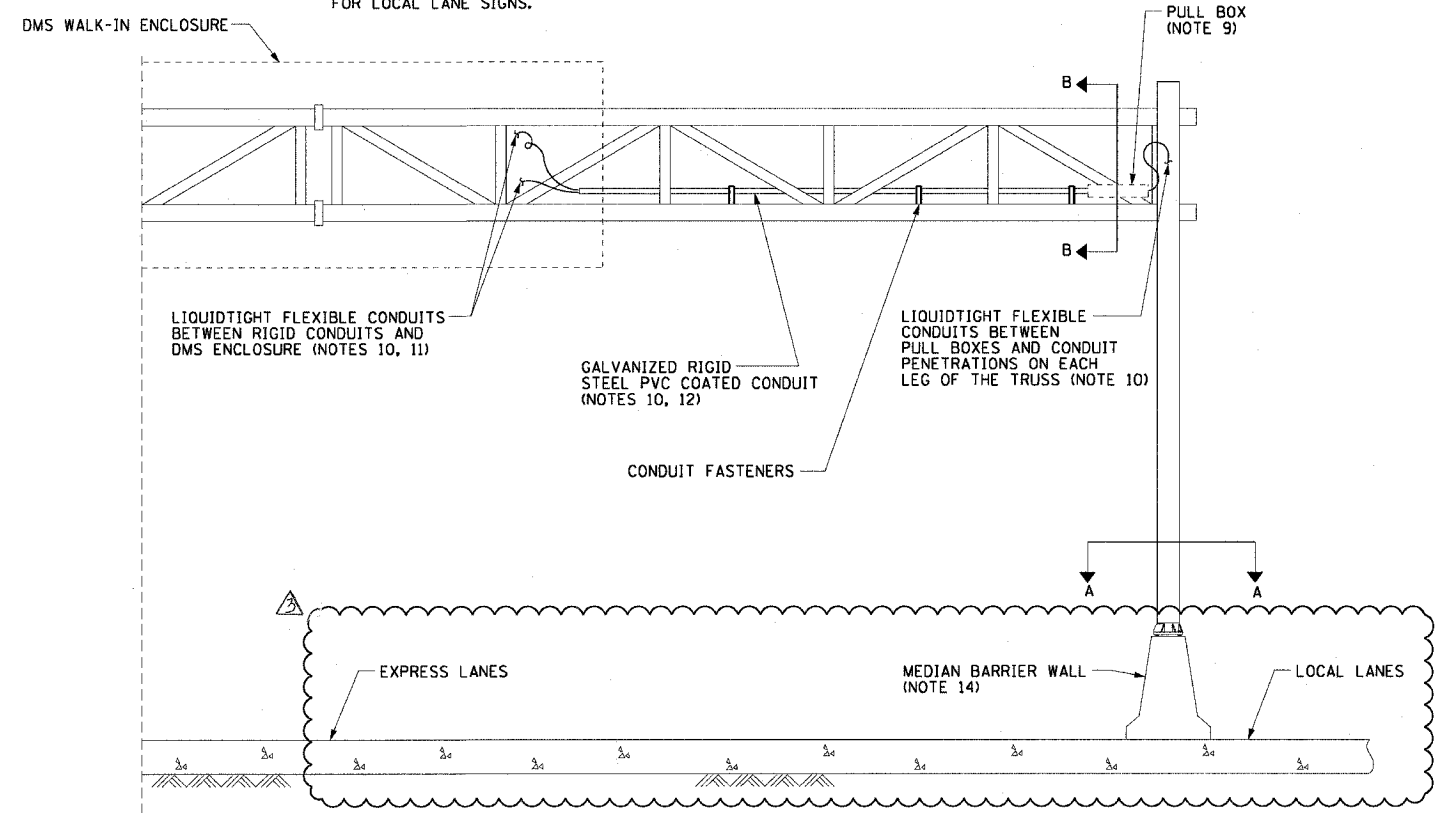 FOR LOCAL LANE SIGNS.
DMS WALK-IN ENCLOSURE
PULL BOX
(NOTE 9)
B
B
LIQUIDTIGHT FLEXIBLE CONDUITS
BETWEEN RIGID CONDUITS AND
DMS ENCLOSURE (NOTES 10, 11)
GALVANIZED RIGID
STEEL PVC COATED CONDUIT
(NOTES 10, 12)
LIQUIDTIGHT FLEXIBLE
CONDUITS BETWEEN
PULL BOXES AND CONDUIT
PENETRATIONS ON EACH
LEG OF THE TRUSS (NOTE 10)
CONDUIT FASTENERS
A
A
3
EXPRESS LANES
MEDIAN BARRIER WALL
(NOTE 14)
LOCAL LANES